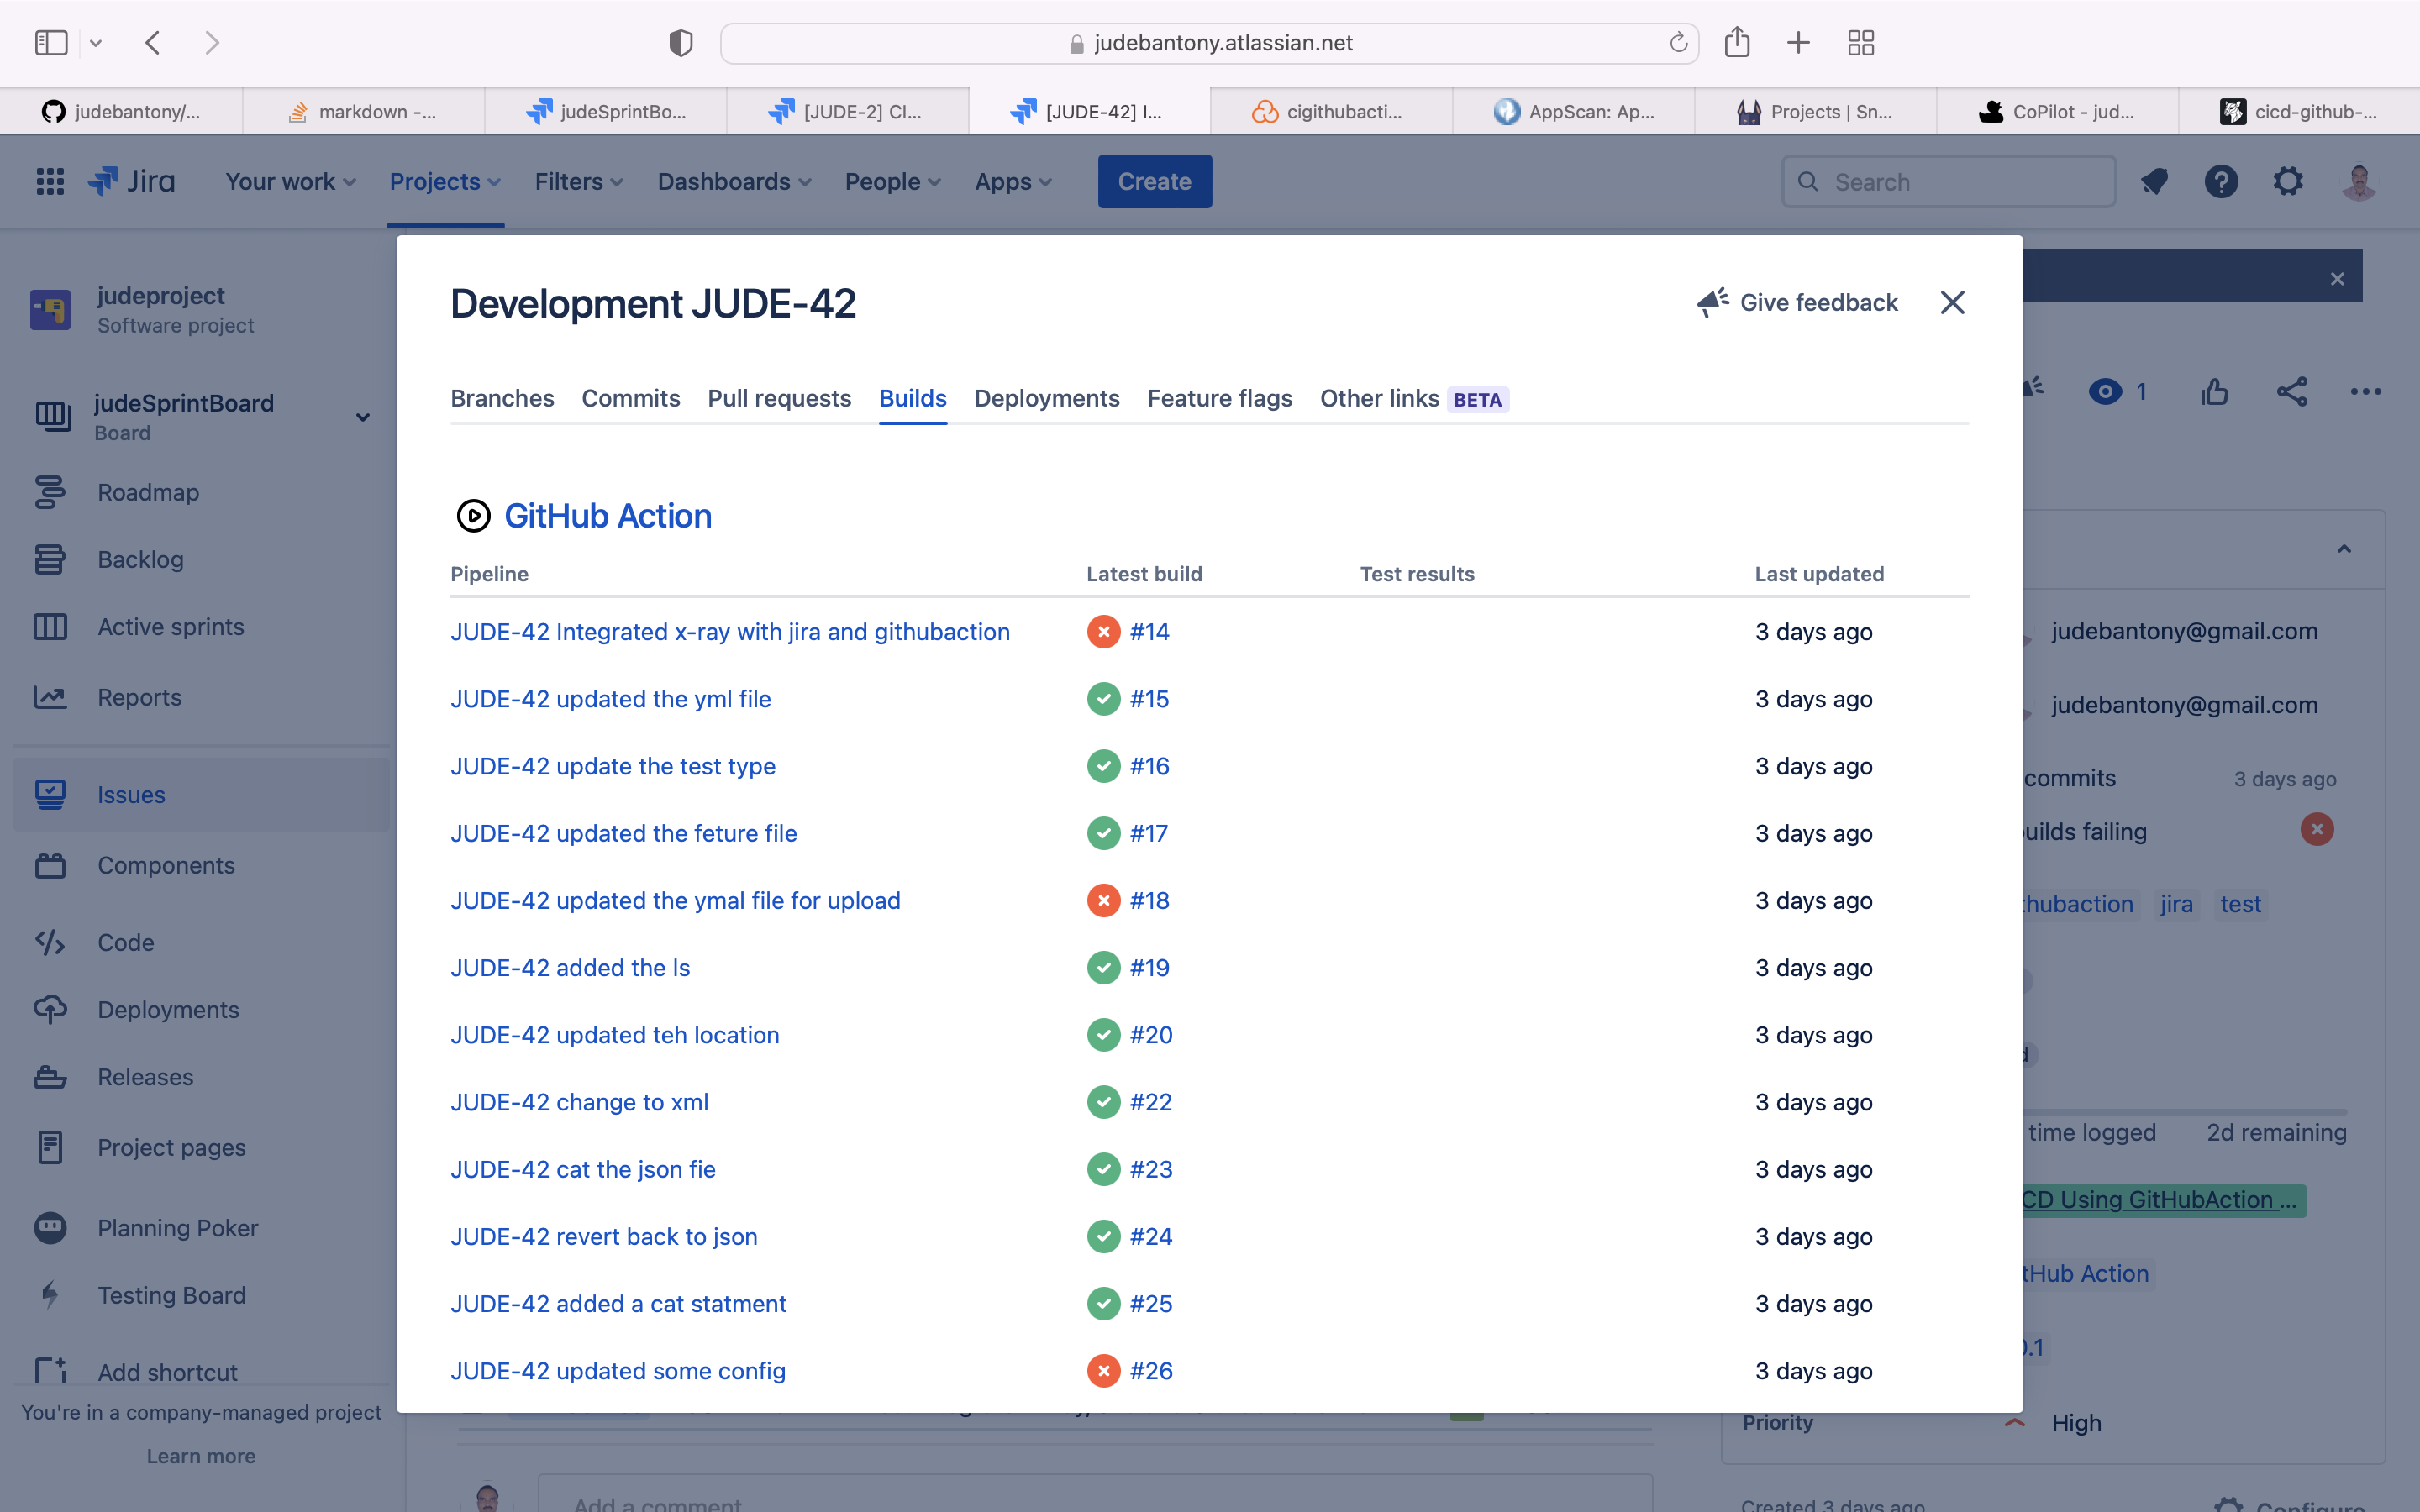 judebantony.atlassian.net
judebantony/...
markdown -...
judeSprintBo...
[JUDE-2] CI...
[JUDE-42] I...
cigithubacti...
AppScan: Ap...
Projects | Sn...
CoPilot - jud...
cicd-github-...
Jira
Your work
Projects
Filters
Dashboards
People
Apps
Create
Search
judeproject
Software project
judeSprintBoard
Board
Roadmap
Backlog
Active sprints
Reports
Issues
Components
Code
Deployments
Releases
Project pages
Planning Poker
Testing Board
Add shortcut
You're in a company-managed project
Learn more
Development JUDE-42
Give feedback
Branches Commits Pull requests Builds Deployments Feature flags Other links BETA
GitHub Action
Pipeline Latest build Test results Last updated
JUDE-42 Integrated x-ray with jira and githubaction #14 3 days ago
JUDE-42 updated the yml file #15 3 days ago
JUDE-42 update the test type #16 3 days ago
JUDE-42 updated the feture file #17 3 days ago
JUDE-42 updated the ymal file for upload #18 3 days ago
JUDE-42 added the ls #19 3 days ago
JUDE-42 updated teh location #20 3 days ago
JUDE-42 change to xml #22 3 days ago
JUDE-42 cat the json fie #23 3 days ago
JUDE-42 revert back to json #24 3 days ago
JUDE-42 added a cat statment #25 3 days ago
JUDE-42 updated some config #26 3 days ago
1
judebantony@gmail.com
judebantony@gmail.com
commits 3 days ago
uilds failing
thubaction jira test
time logged 2d remaining
CD Using GitHubAction ...
tHub Action
0.1
Priority High
Add a comment
Created 3 days ago
Configure